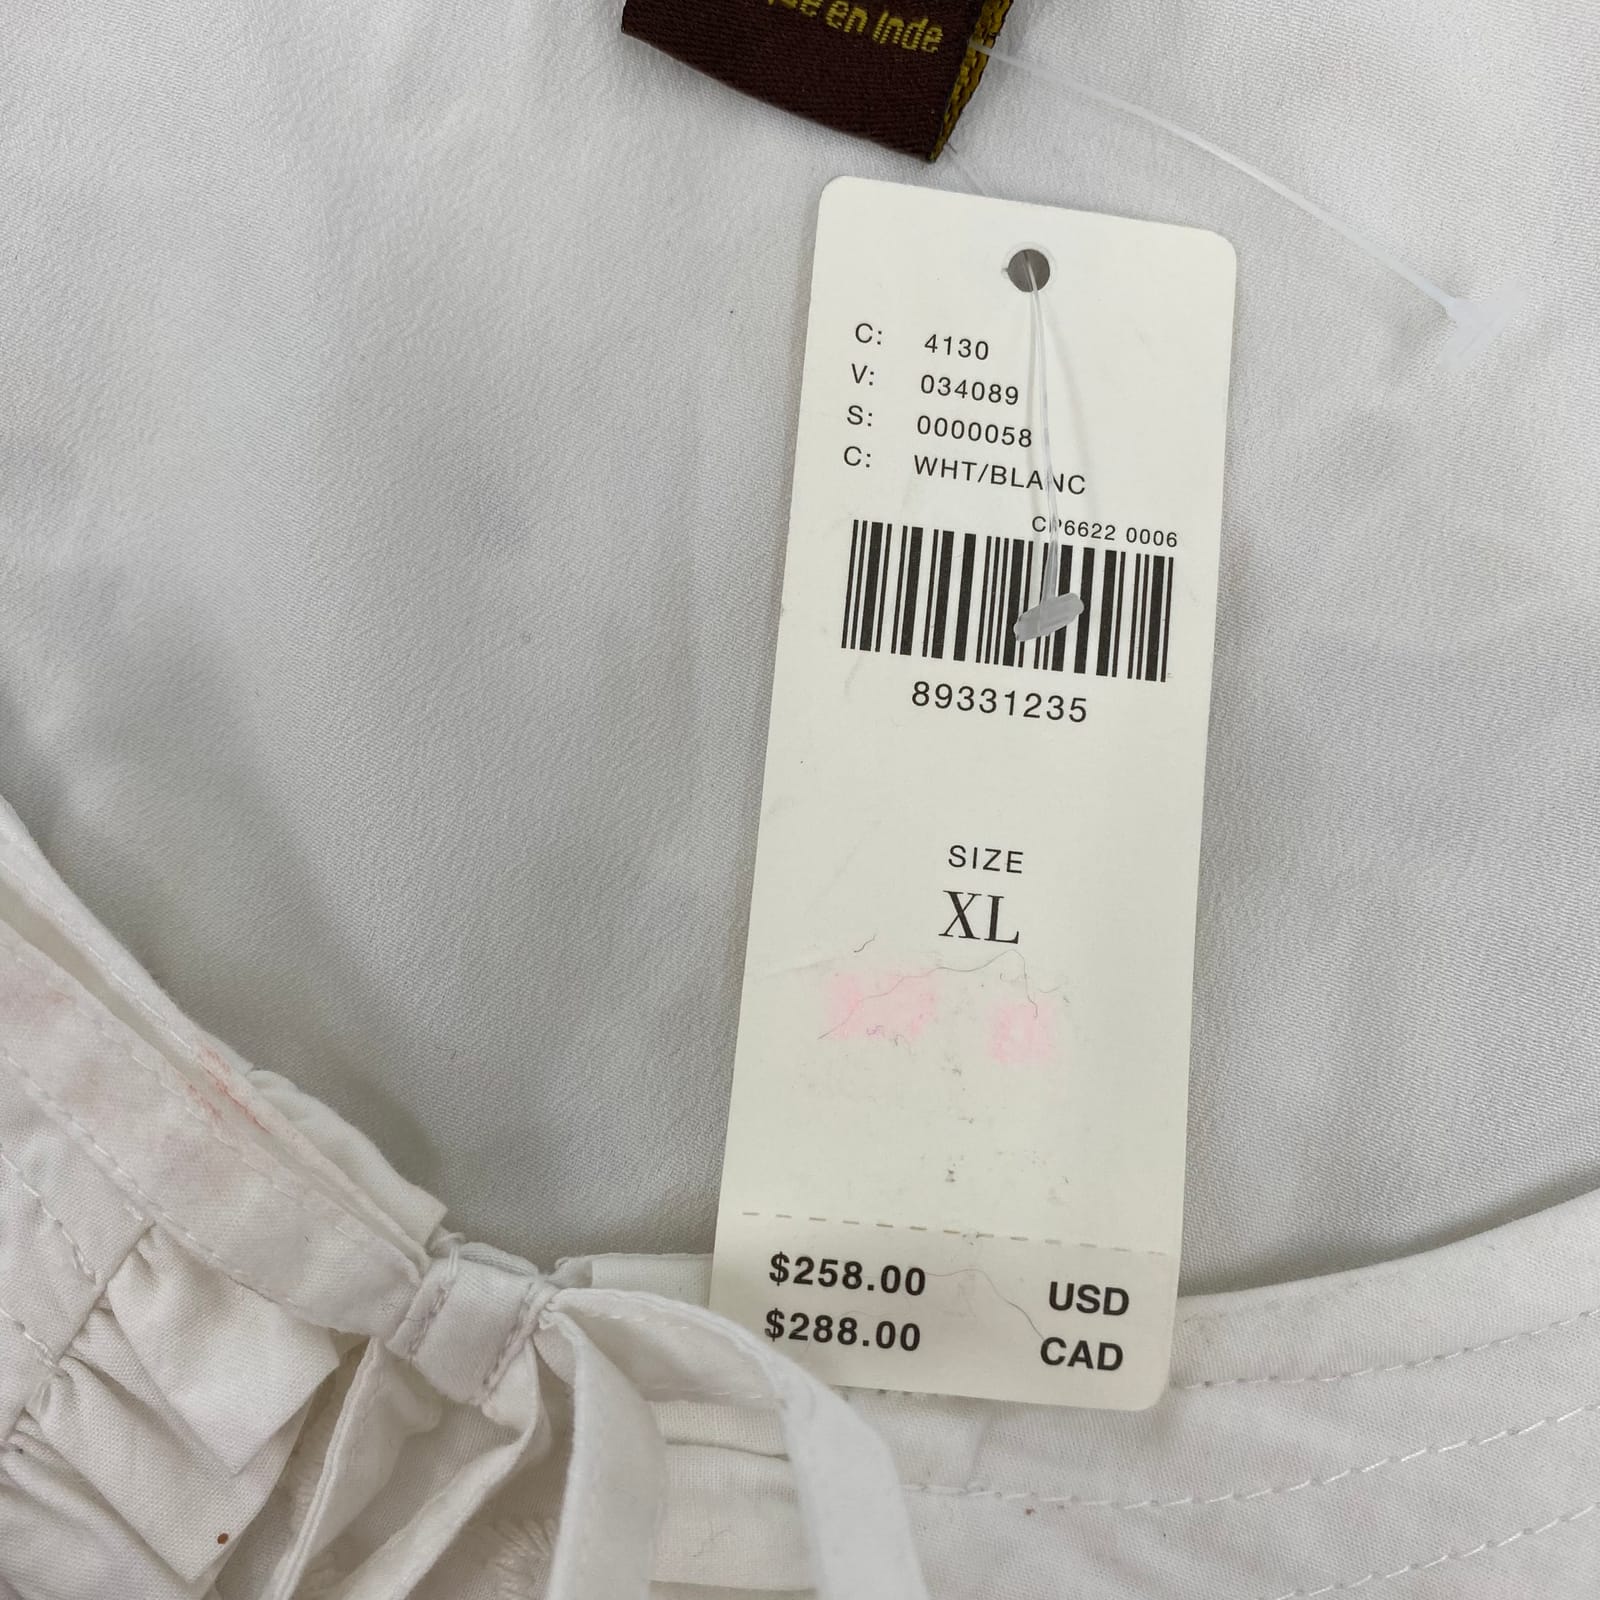 en Inde
C: 4130
V: 034089
S: 0000058
C: WHT/BLANC
CP6622 0006
89331235
SIZE
XL
$258.00 USD
$288.00 CAD